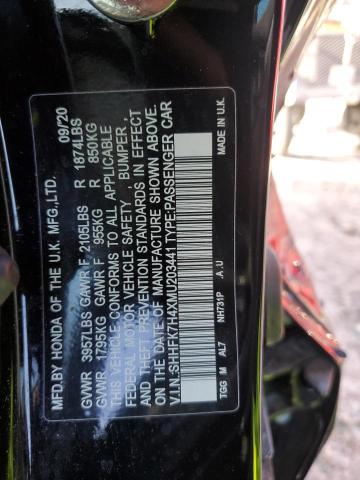 MFD.BY HONDA OF THE U.K. MFG.,LTD. 09/20
GVWR 3957LBS GAWR F 2105LBS R 1874LBS
GVWR 1795KG GAWR F 955KG R 850KG
THIS VEHICLE CONFORMS TO ALL APPLICABLE
FEDERAL MOTOR VEHICLE SAFETY , BUMPER ,
AND THEFT PREVENTION STANDARDS IN EFFECT
ON THE DATE OF MANUFACTURE SHOWN ABOVE.
V.I.N.:SHHFK7H4XMU203441 TYPE:PASSENGER CAR
NH731P A.U MADE IN U.K.
TGG M AL7